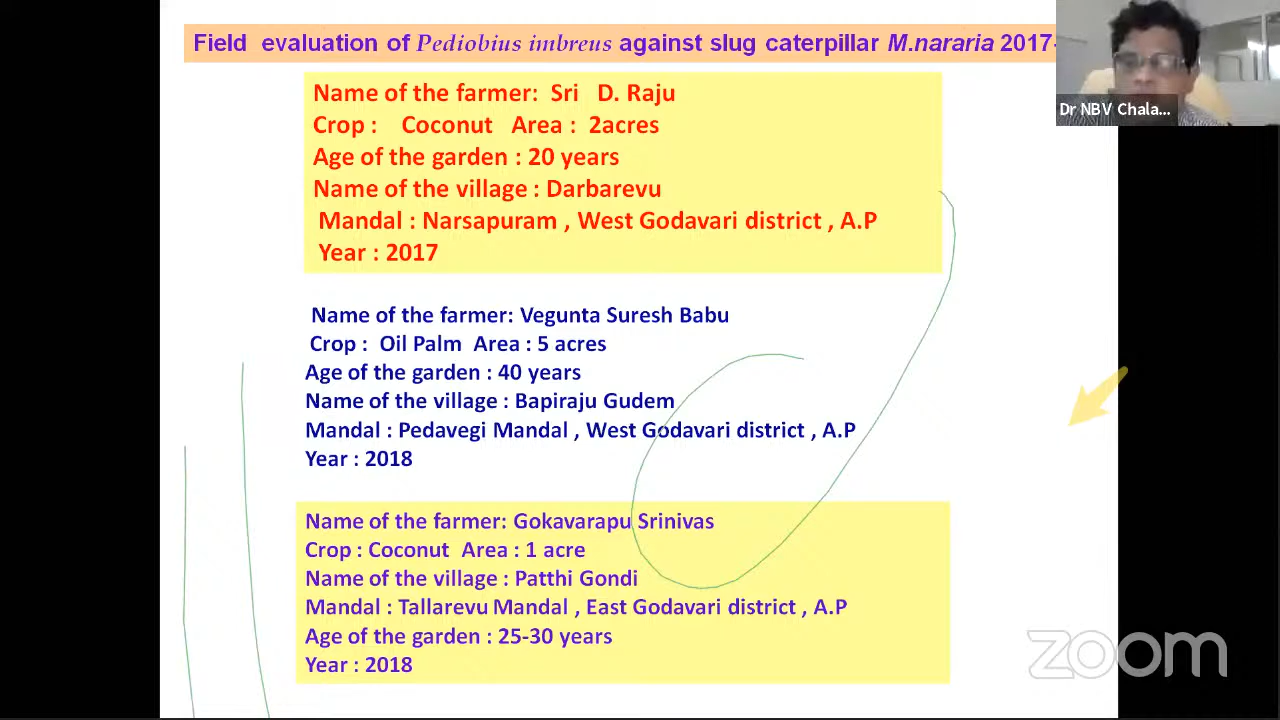 Field evaluation of Pediobius imbreus against slug caterpillar M.nararia 2017-
Name of the farmer: Sri D. Raju
Crop : Coconut Area : 2acres
Age of the garden : 20 years
Name of the village : Darbarevu
Mandal : Narsapuram , West Godavari district , A.P
Year : 2017
Name of the farmer: Vegunta Suresh Babu
Crop : Oil Palm Area : 5 acres
Age of the garden : 40 years
Name of the village : Bapiraju Gudem
Mandal : Pedavegi Mandal , West Godavari district , A.P
Year : 2018
Name of the farmer: Gokavarapu Srinivas
Crop : Coconut Area : 1 acre
Name of the village : Patthi Gondi
Mandal : Tallarevu Mandal , East Godavari district , A.P
Age of the garden : 25-30 years
Year : 2018
Dr NBV Chala...
zoom